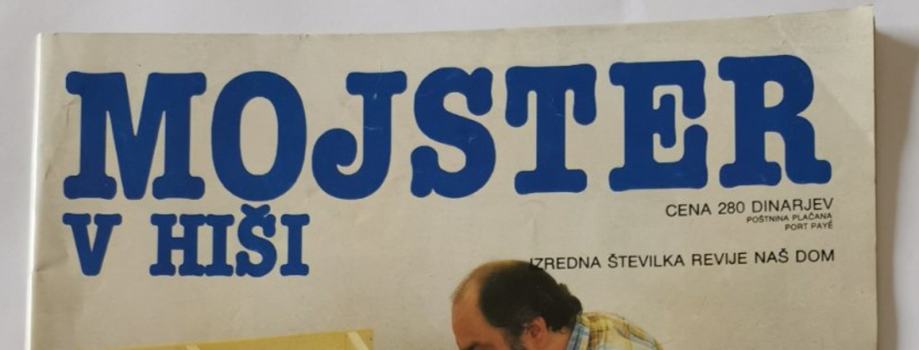 MOJSTER
V HIŠI
CENA 280 DINARJEV
POŠTNINA PLAČANA
PORT PAYÉ
IZREDNA ŠTEVILKA REVIJE NAŠ DOM